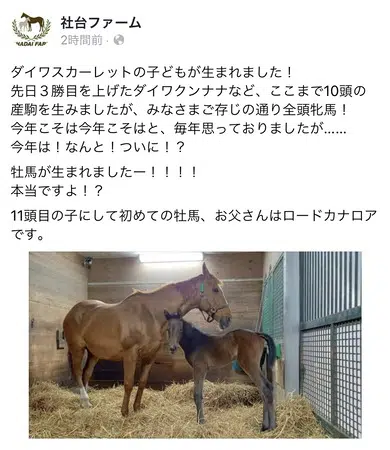 社台ファーム
2時間前・
ダイワスカーレットの子どもが生まれました！
先日３勝目を上げたダイワクンナナなど、ここまで10頭の
産駒を生みましたが、みなさまご存じの通り全頭牝馬！
今年こそは今年こそはと、毎年思っておりましたが……
今年は！なんと！ついに！？
牡馬が生まれましたー！！！！
本当ですよ！？
11頭目の子にして初めての牡馬、お父さんはロードカナロア
です。